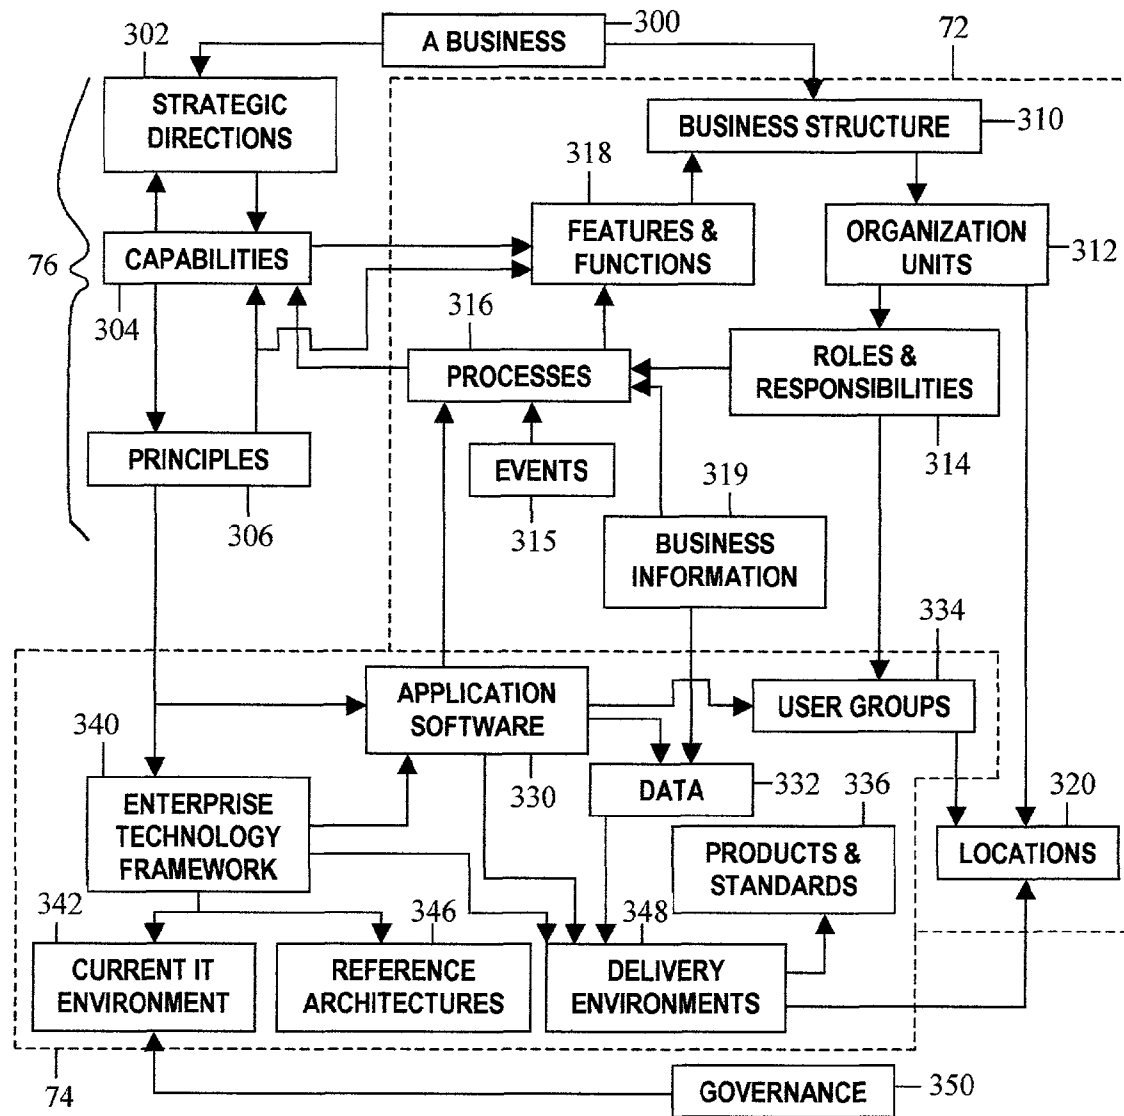 300
A BUSINESS
302
72
STRATEGIC
DIRECTIONS
BUSINESS STRUCTURE
310
318
76
CAPABILITIES
304
FEATURES &
FUNCTIONS
ORGANIZATION
UNITS
312
316
PROCESSES
ROLES &
RESPONSIBILITIES
314
PRINCIPLES
306
EVENTS
315
319
BUSINESS
INFORMATION
334
APPLICATION
SOFTWARE
330
USER GROUPS
340
DATA
332
336
320
ENTERPRISE
TECHNOLOGY
FRAMEWORK
PRODUCTS &
STANDARDS
LOCATIONS
342
346
348
CURRENT IT
ENVIRONMENT
REFERENCE
ARCHITECTURES
DELIVERY
ENVIRONMENTS
74
GOVERNANCE
350